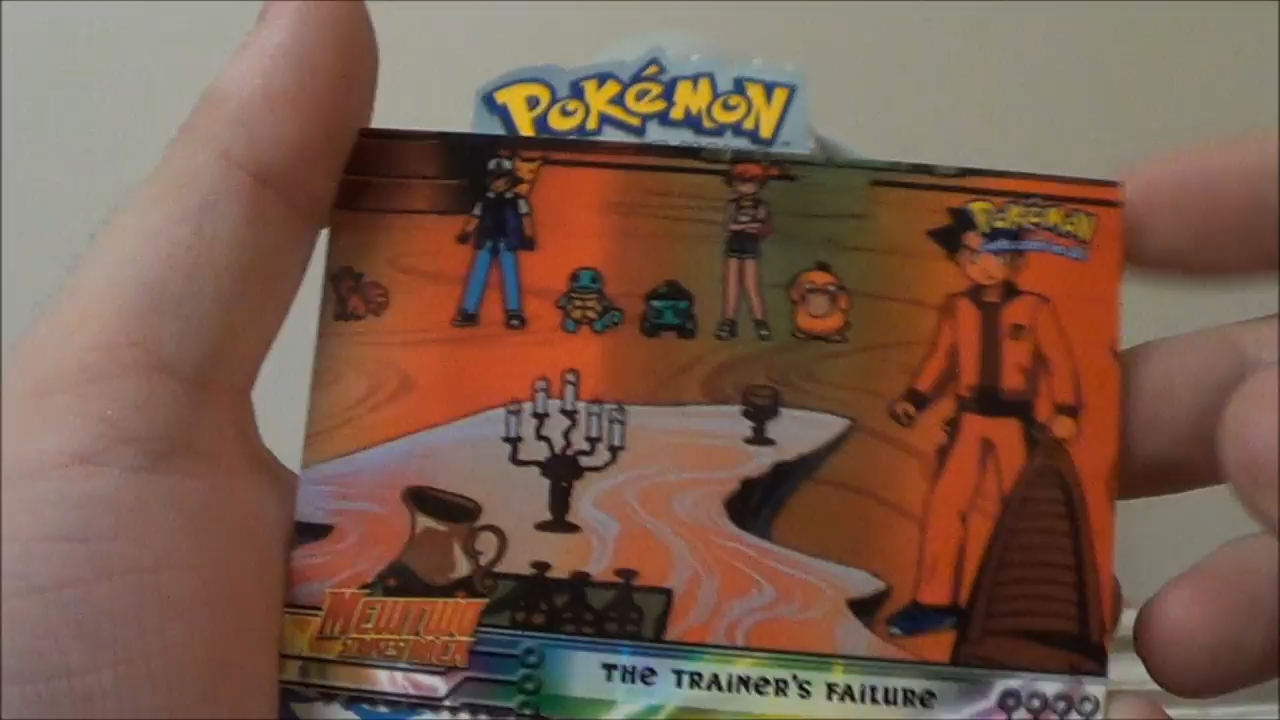 POKéMON
POKéMON
MEWTWO
STRIKES BACK
THE TRAINER'S FAILURE